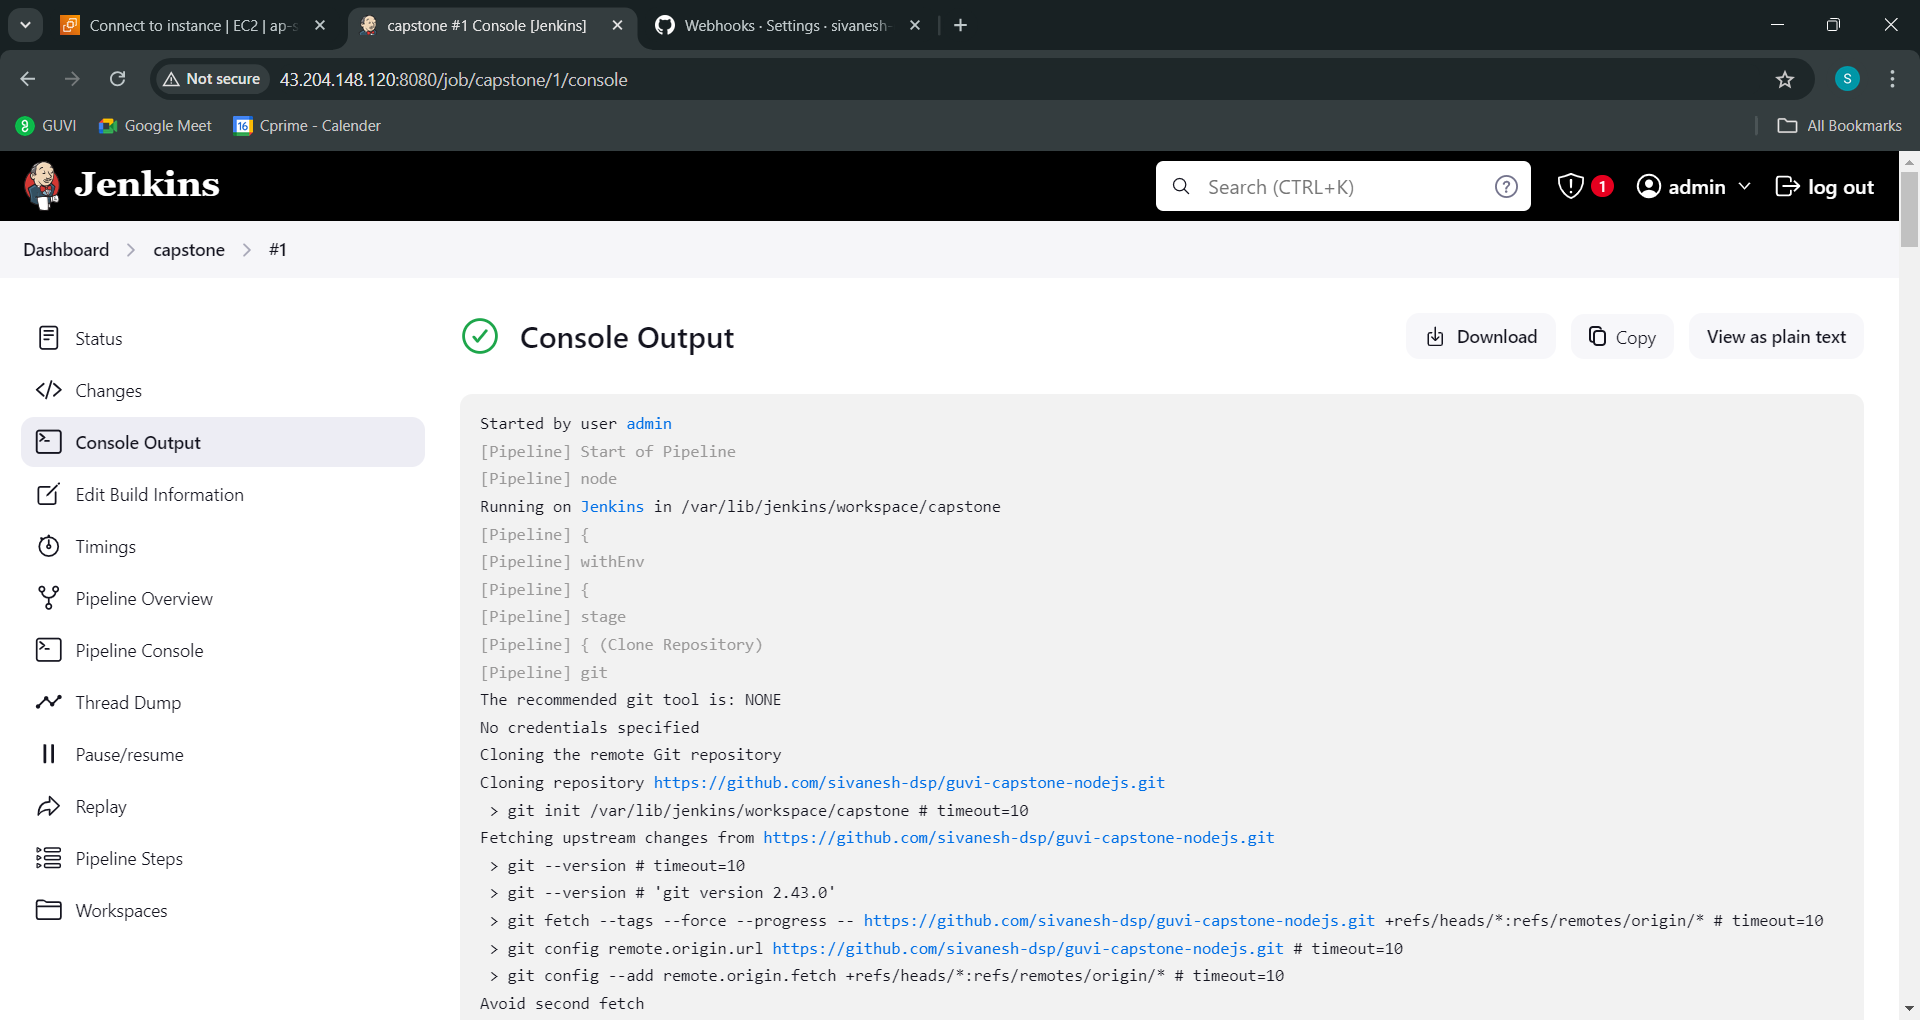 Connect to instance | EC2 | ap-s
capstone #1 Console [Jenkins]
Webhooks · Settings · sivanesh-
Not secure
43.204.148.120:8080/job/capstone/1/console
S
GUVI
Google Meet
16
Cprime - Calender
All Bookmarks
Jenkins
Search (CTRL+K)
1
admin
log out
Dashboard
capstone
#1
Status
Changes
Console Output
Edit Build Information
Timings
Pipeline Overview
Pipeline Console
Thread Dump
Pause/resume
Replay
Pipeline Steps
Workspaces
Console Output
Download
Copy
View as plain text
Started by user admin
[Pipeline] Start of Pipeline
[Pipeline] node
Running on Jenkins in /var/lib/jenkins/workspace/capstone
[Pipeline] {
[Pipeline] withEnv
[Pipeline] {
[Pipeline] stage
[Pipeline] { (Clone Repository)
[Pipeline] git
The recommended git tool is: NONE
No credentials specified
Cloning the remote Git repository
Cloning repository https://github.com/sivanesh-dsp/guvi-capstone-nodejs.git
> git init /var/lib/jenkins/workspace/capstone # timeout=10
Fetching upstream changes from https://github.com/sivanesh-dsp/guvi-capstone-nodejs.git
> git --version # timeout=10
> git --version # 'git version 2.43.0'
> git fetch --tags --force --progress -- https://github.com/sivanesh-dsp/guvi-capstone-nodejs.git +refs/heads/*:refs/remotes/origin/* # timeout=10
> git config remote.origin.url https://github.com/sivanesh-dsp/guvi-capstone-nodejs.git # timeout=10
> git config --add remote.origin.fetch +refs/heads/*:refs/remotes/origin/* # timeout=10
Avoid second fetch